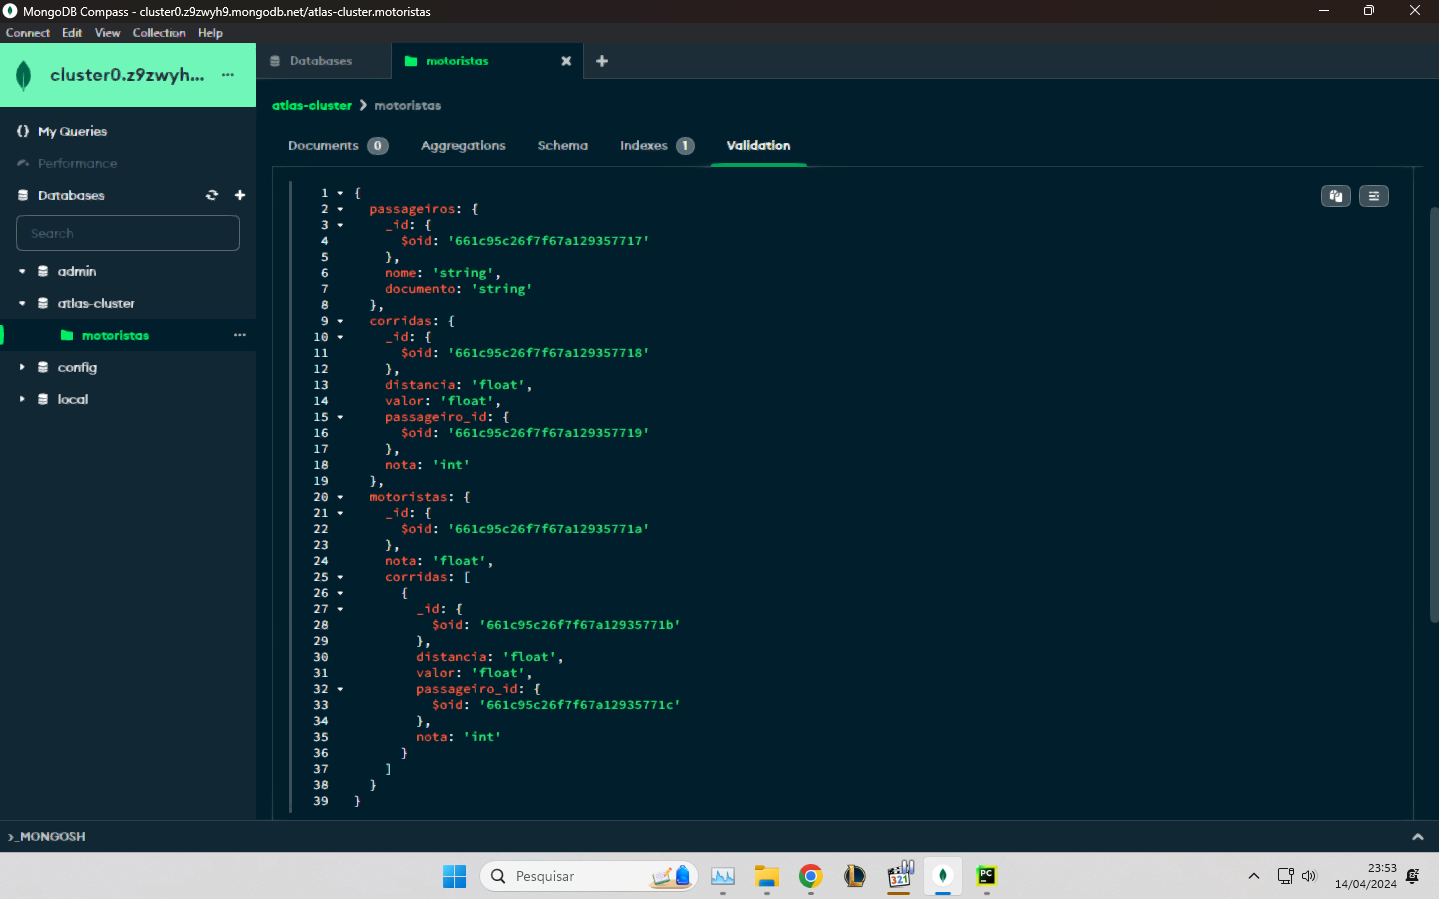 MongoDB Compass - cluster0.z9zwyh9.mongodb.net/atlas-cluster.motoristas
Connect Edit View Collection Help
cluster0.z9zwyh... ...
Databases
motoristas
My Queries
Performance
Databases
Search
admin
atlas-cluster
motoristas ...
config
local
atlas-cluster > motoristas
Documents 0 Aggregations Schema Indexes 1 Validation
1 {
2 passageiros: {
3 _id: {
4 $oid: '661c95c26f7f67a129357717'
5 },
6 nome: 'string',
7 documento: 'string'
8 },
9 corridas: {
10 _id: {
11 $oid: '661c95c26f7f67a129357718'
12 },
13 distancia: 'float',
14 valor: 'float',
15 passageiro_id: {
16 $oid: '661c95c26f7f67a129357719'
17 },
18 nota: 'int'
19 },
20 motoristas: {
21 _id: {
22 $oid: '661c95c26f7f67a12935771a'
23 },
24 nota: 'float',
25 corridas: [
26 {
27 _id: {
28 $oid: '661c95c26f7f67a12935771b'
29 },
30 distancia: 'float',
31 valor: 'float',
32 passageiro_id: {
33 $oid: '661c95c26f7f67a12935771c'
34 },
35 nota: 'int'
36 }
37 ]
38 }
39 }
>_MONGOSH
Pesquisar
321
PC
23:53
14/04/2024